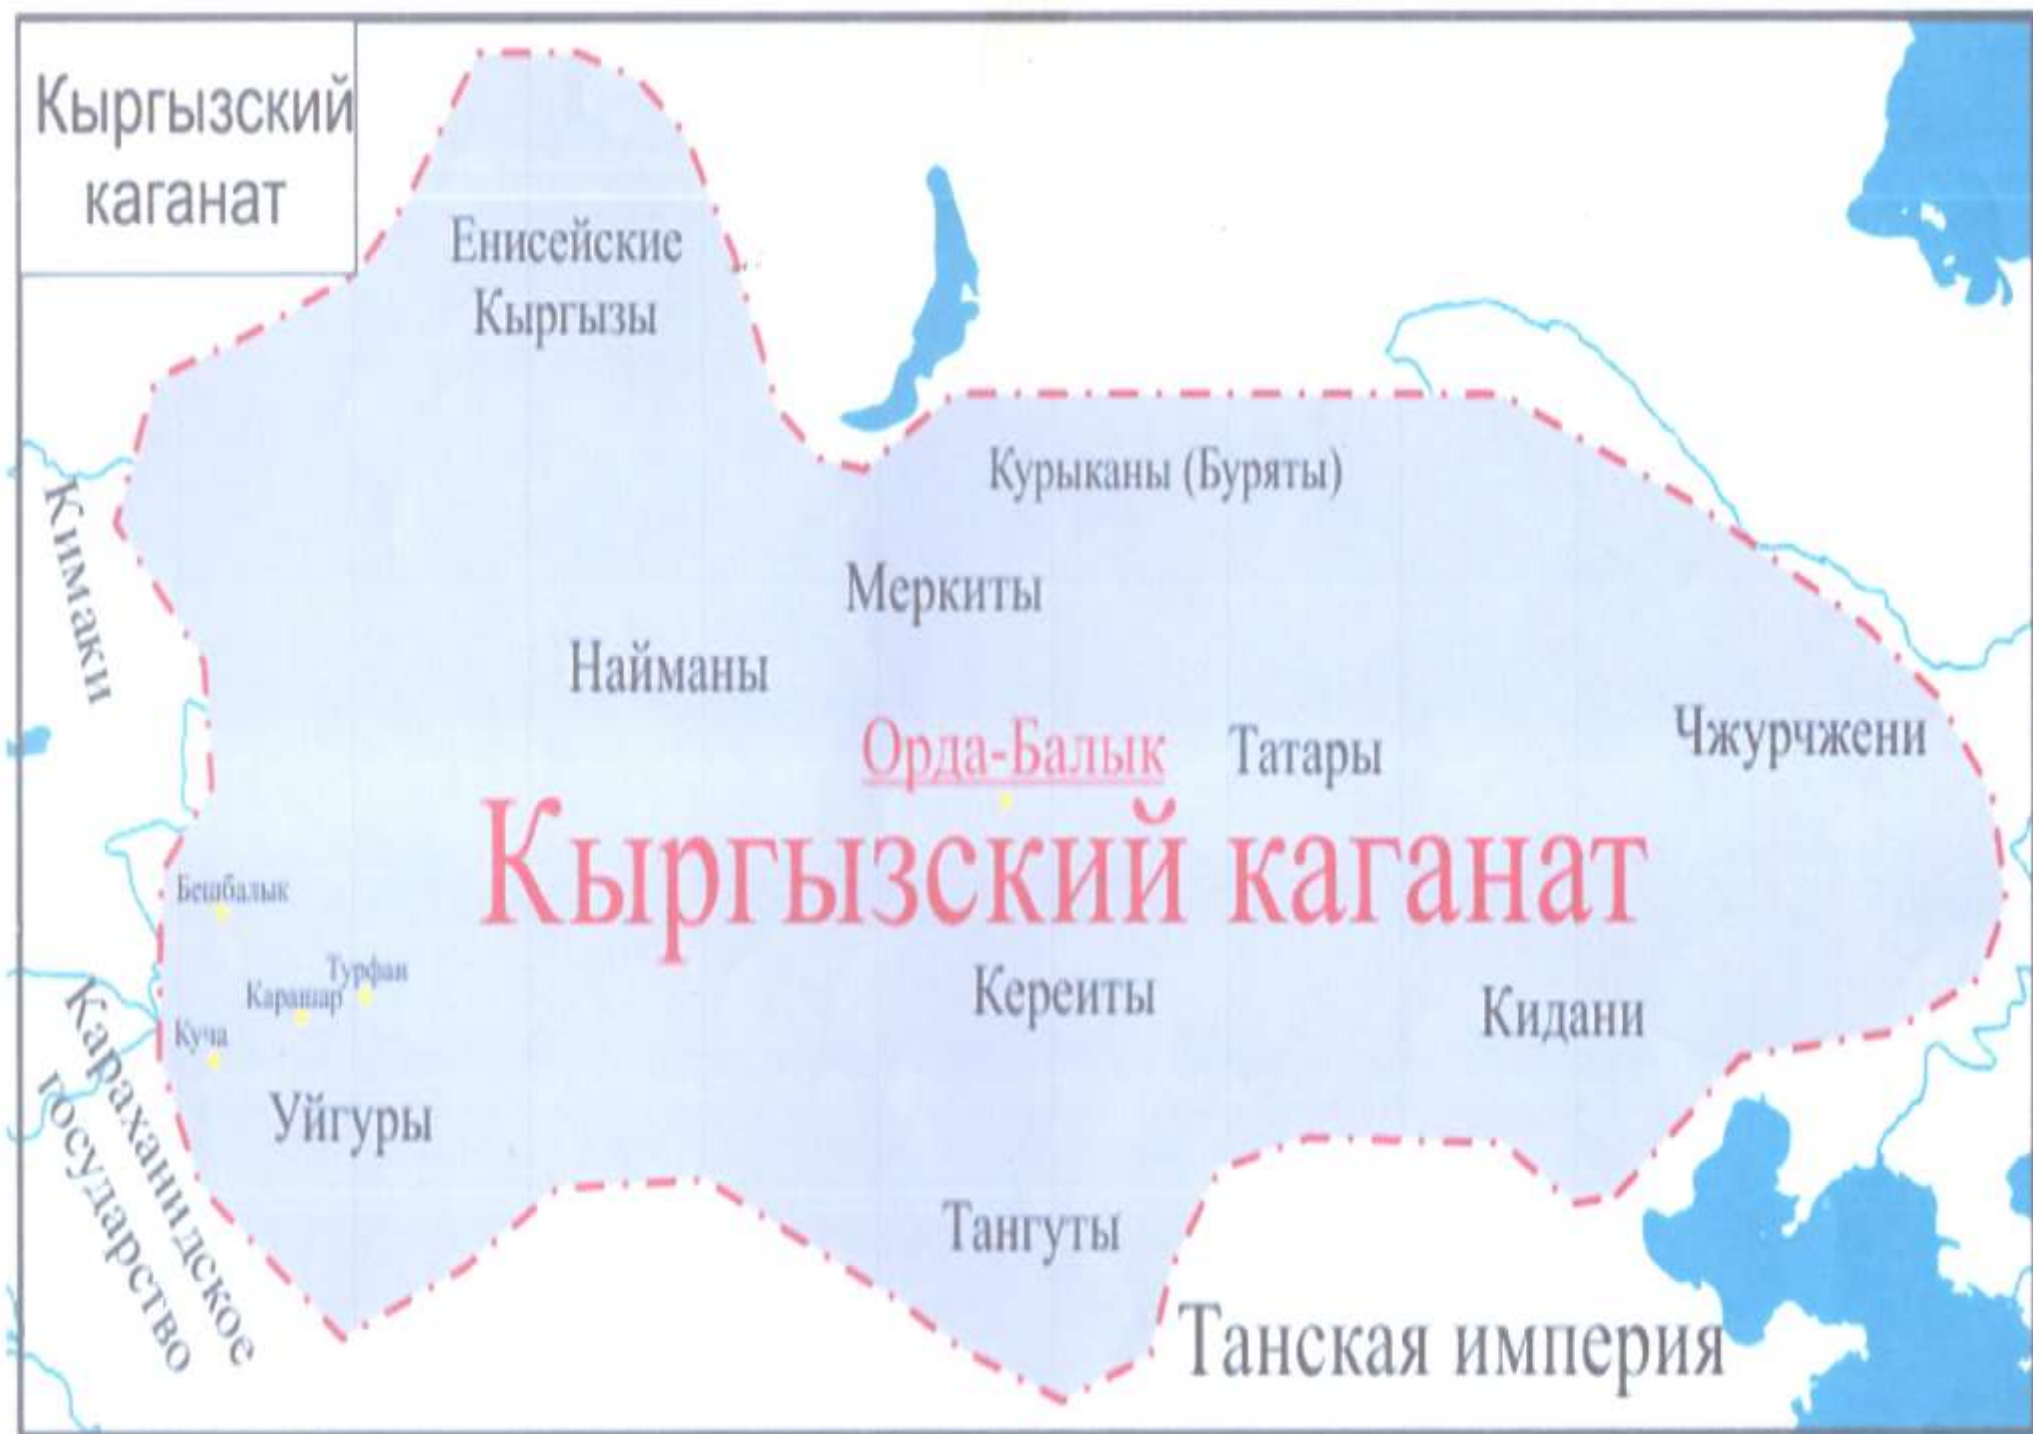 Кыргызский
каганат
Енисейские
Кыргызы
Курыканы (Буряты)
Кимаки
Меркиты
Найманы
Орда-Балык
Татары
Чжурчжени
Кыргызский каганат
Бешбалык
Турфан
Карашар
Куча
Кереиты
Кидани
Уйгуры
Караханидское
государство
Тангуты
Танская империя